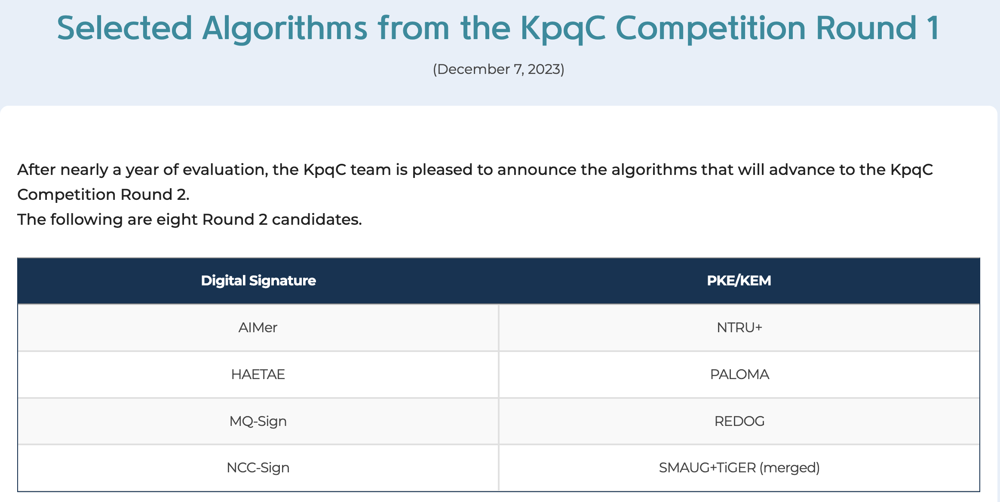 Selected Algorithms from the KpqC Competition Round 1
(December 7, 2023)
After nearly a year of evaluation, the KpqC team is pleased to announce the algorithms that will advance to the KpqC
Competition Round 2.
The following are eight Round 2 candidates.
Digital Signature PKE/KEM
AIMer NTRU+
HAETAE PALOMA
MQ-Sign REDOG
NCC-Sign SMAUG+TiGER (merged)